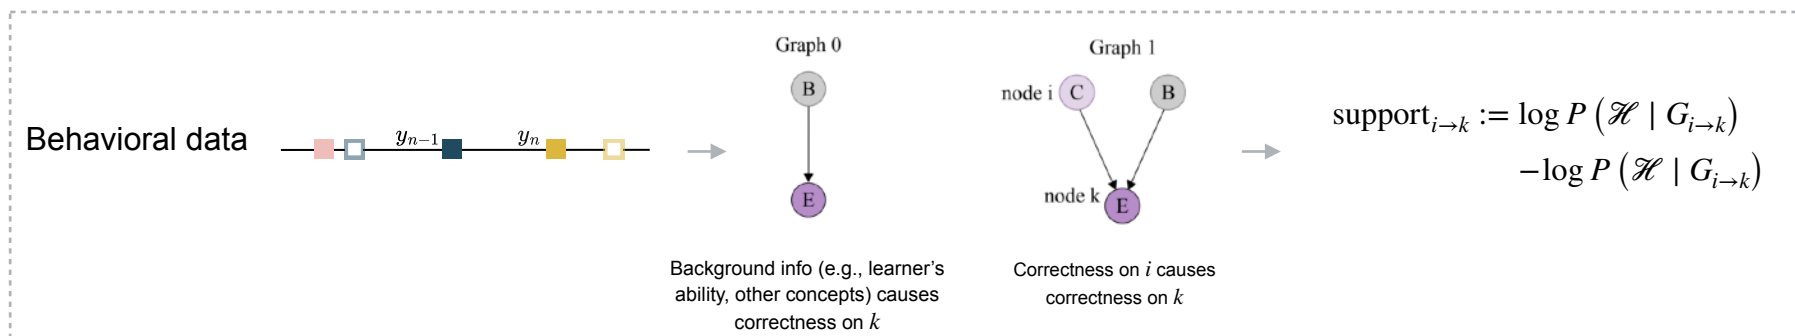 Behavioral data
y_{n-1}
y_n
Graph 0
B
E
Background info (e.g., learner's
ability, other concepts) causes
correctness on k
Graph 1
node i C B
node k E
Correctness on i causes
correctness on k
support_{i→k} := log P (ℋ | G_{i→k})
−log P (ℋ | G_{i→k})